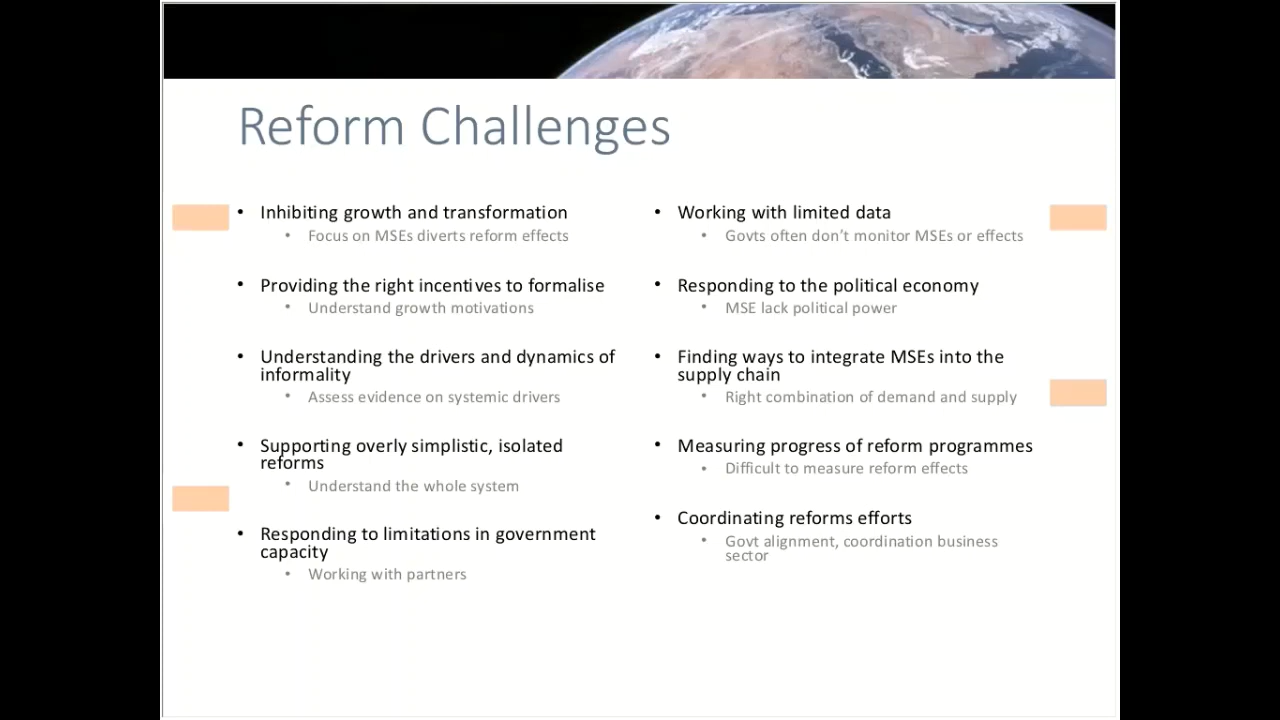 Reform Challenges
• Inhibiting growth and transformation
• Focus on MSEs diverts reform effects
• Providing the right incentives to formalise
• Understand growth motivations
• Understanding the drivers and dynamics of
informality
• Assess evidence on systemic drivers
• Supporting overly simplistic, isolated
reforms
• Understand the whole system
• Responding to limitations in government
capacity
• Working with partners
• Working with limited data
• Govts often don’t monitor MSEs or effects
• Responding to the political economy
• MSE lack political power
• Finding ways to integrate MSEs into the
supply chain
• Right combination of demand and supply
• Measuring progress of reform programmes
• Difficult to measure reform effects
• Coordinating reforms efforts
• Govt alignment, coordination business
sector